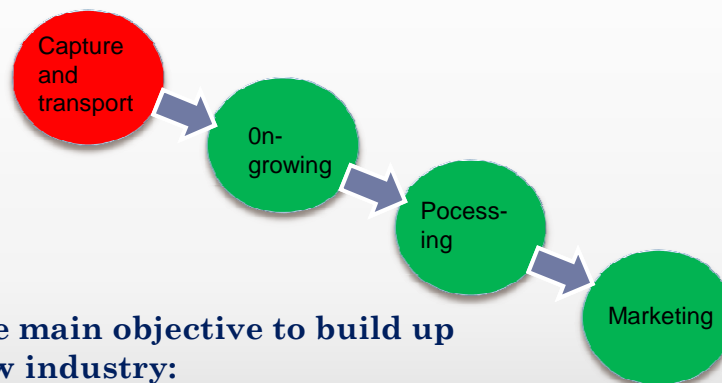 Capture
and
transport
0n-
growing
Pocess-
ing
Marketing
main objective to build up
industry: